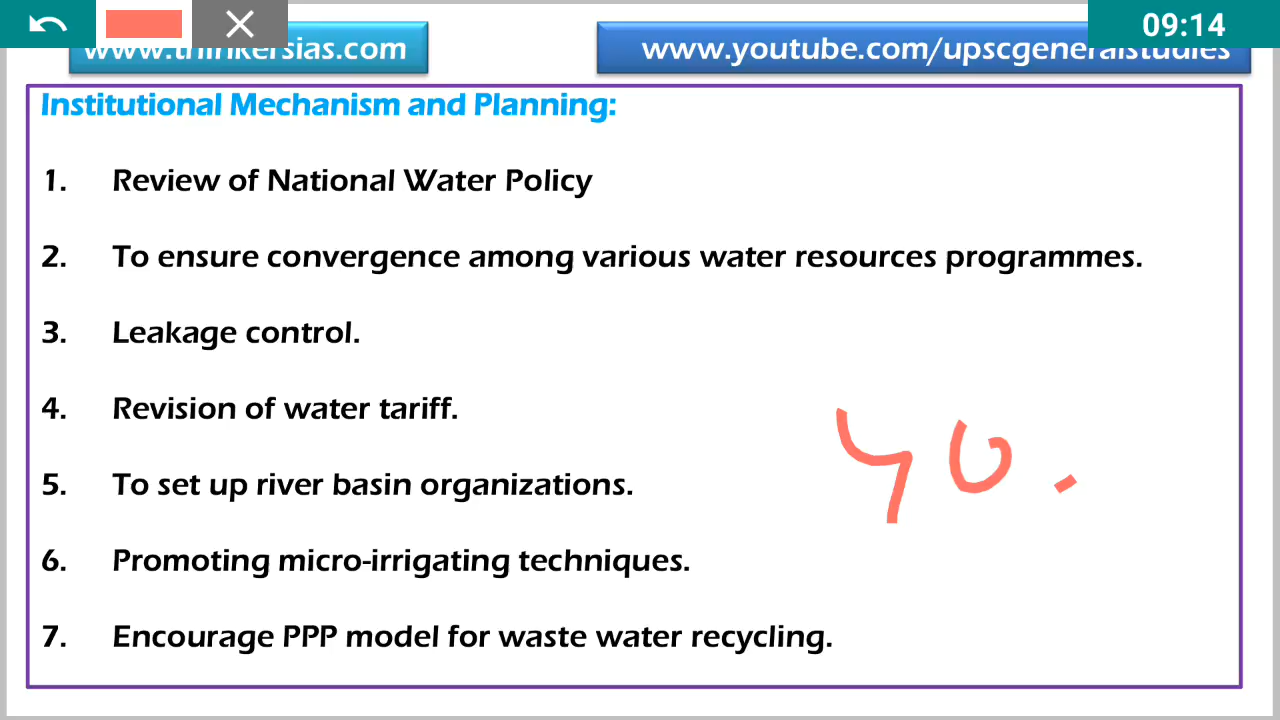 09:14
www.thinkersias.com
www.youtube.com/upscgeneralstudies
Institutional Mechanism and Planning:
1. Review of National Water Policy
2. To ensure convergence among various water resources programmes.
3. Leakage control.
4. Revision of water tariff.
5. To set up river basin organizations.
6. Promoting micro-irrigating techniques.
7. Encourage PPP model for waste water recycling.
40.